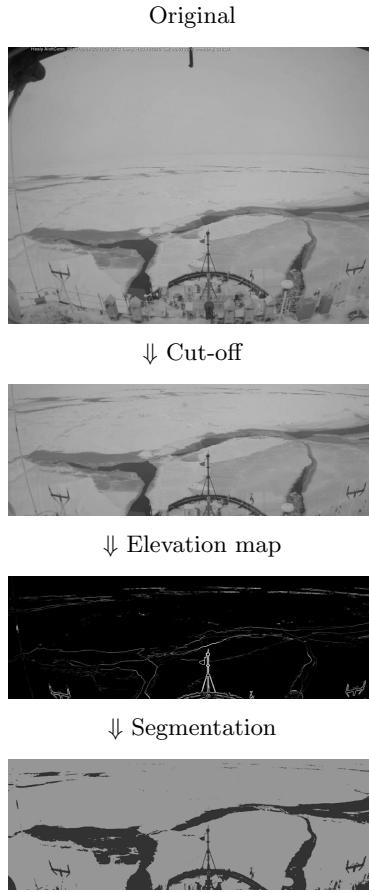 Original
⇓ Cut-off
⇓ Elevation map
⇓ Segmentation